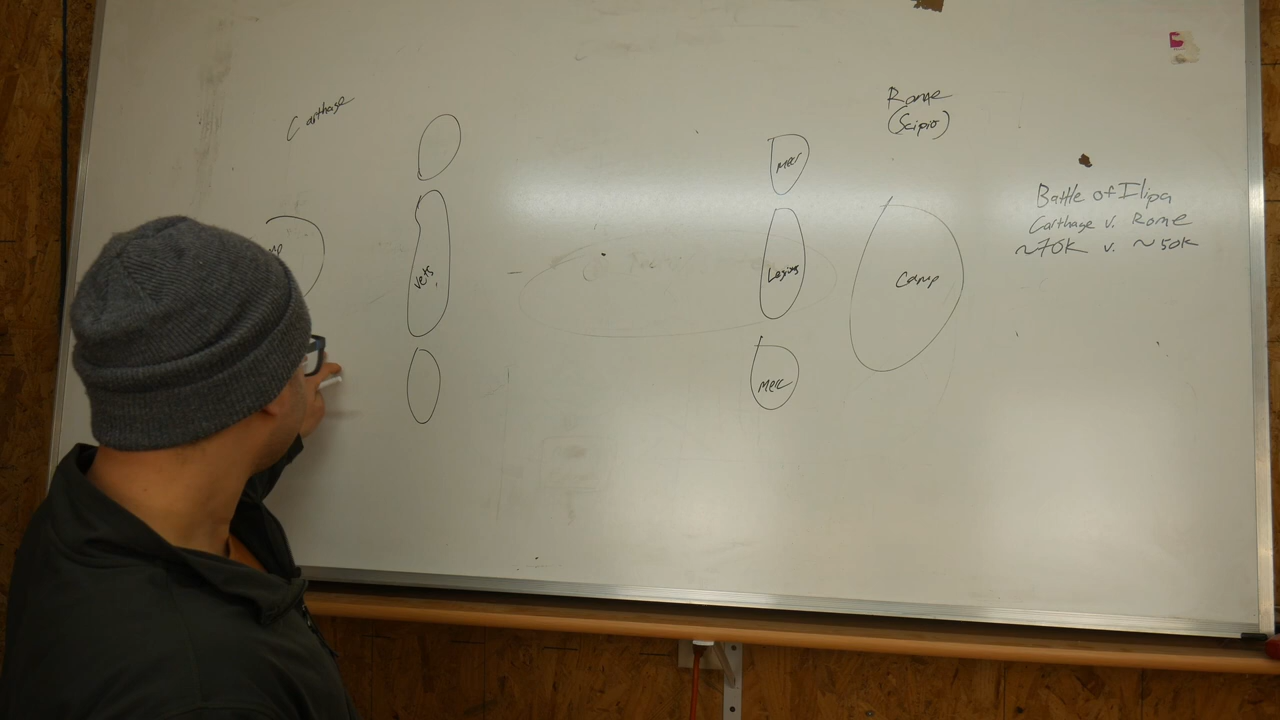 Carthage
Rome
(Scipio)
Merc
Battle of Ilipa
Carthage v. Rome
~70k v. ~50k
Vets
Legions
Camp
Merc